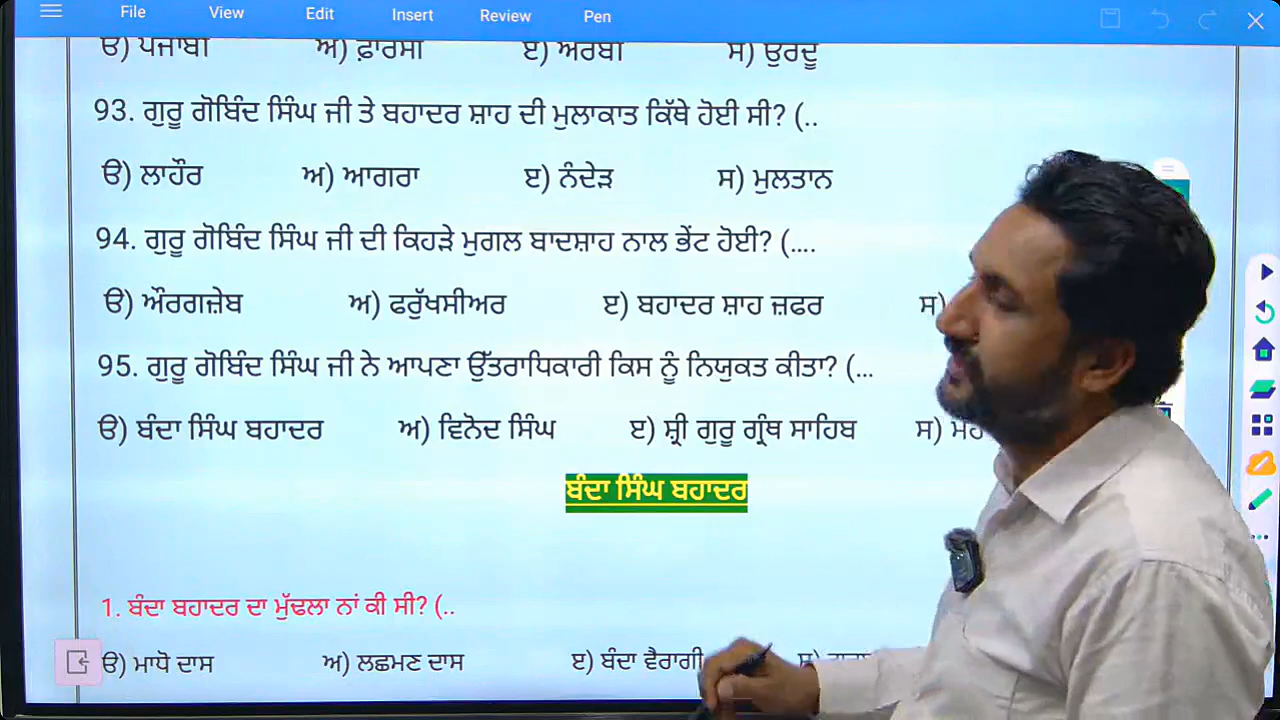 File View Edit Insert Review Pen
ੳ) ਪੰਜਾਬੀ ਅ) ਫ਼ਾਰਸੀ ੲ) ਅਰਬੀ ਸ) ਉਰਦੂ
93. ਗੁਰੂ ਗੋਬਿੰਦ ਸਿੰਘ ਜੀ ਤੇ ਬਹਾਦਰ ਸ਼ਾਹ ਦੀ ਮੁਲਾਕਾਤ ਕਿੱਥੇ ਹੋਈ ਸੀ? (..
ੳ) ਲਾਹੌਰ ਅ) ਆਗਰਾ ੲ) ਨੰਦੇੜ ਸ) ਮੁਲਤਾਨ
94. ਗੁਰੂ ਗੋਬਿੰਦ ਸਿੰਘ ਜੀ ਦੀ ਕਿਹੜੇ ਮੁਗਲ ਬਾਦਸ਼ਾਹ ਨਾਲ ਭੇਂਟ ਹੋਈ? (....
ੳ) ਔਰਗਜ਼ੇਬ ਅ) ਫਰੁੱਖਸੀਅਰ ੲ) ਬਹਾਦਰ ਸ਼ਾਹ ਜ਼ਫਰ ਸ)
95. ਗੁਰੂ ਗੋਬਿੰਦ ਸਿੰਘ ਜੀ ਨੇ ਆਪਣਾ ਉੱਤਰਾਧਿਕਾਰੀ ਕਿਸ ਨੂੰ ਨਿਯੁਕਤ ਕੀਤਾ? (...
ੳ) ਬੰਦਾ ਸਿੰਘ ਬਹਾਦਰ ਅ) ਵਿਨੋਦ ਸਿੰਘ ੲ) ਸ਼੍ਰੀ ਗੁਰੂ ਗ੍ਰੰਥ ਸਾਹਿਬ ਸ)
ਬੰਦਾ ਸਿੰਘ ਬਹਾਦਰ
1. ਬੰਦਾ ਬਹਾਦਰ ਦਾ ਮੁੱਢਲਾ ਨਾਂ ਕੀ ਸੀ? (..
ੳ) ਮਾਧੋ ਦਾਸ ਅ) ਲਛਮਣ ਦਾਸ ੲ) ਬੰਦਾ ਵੈਰਾਗੀ ਸ)